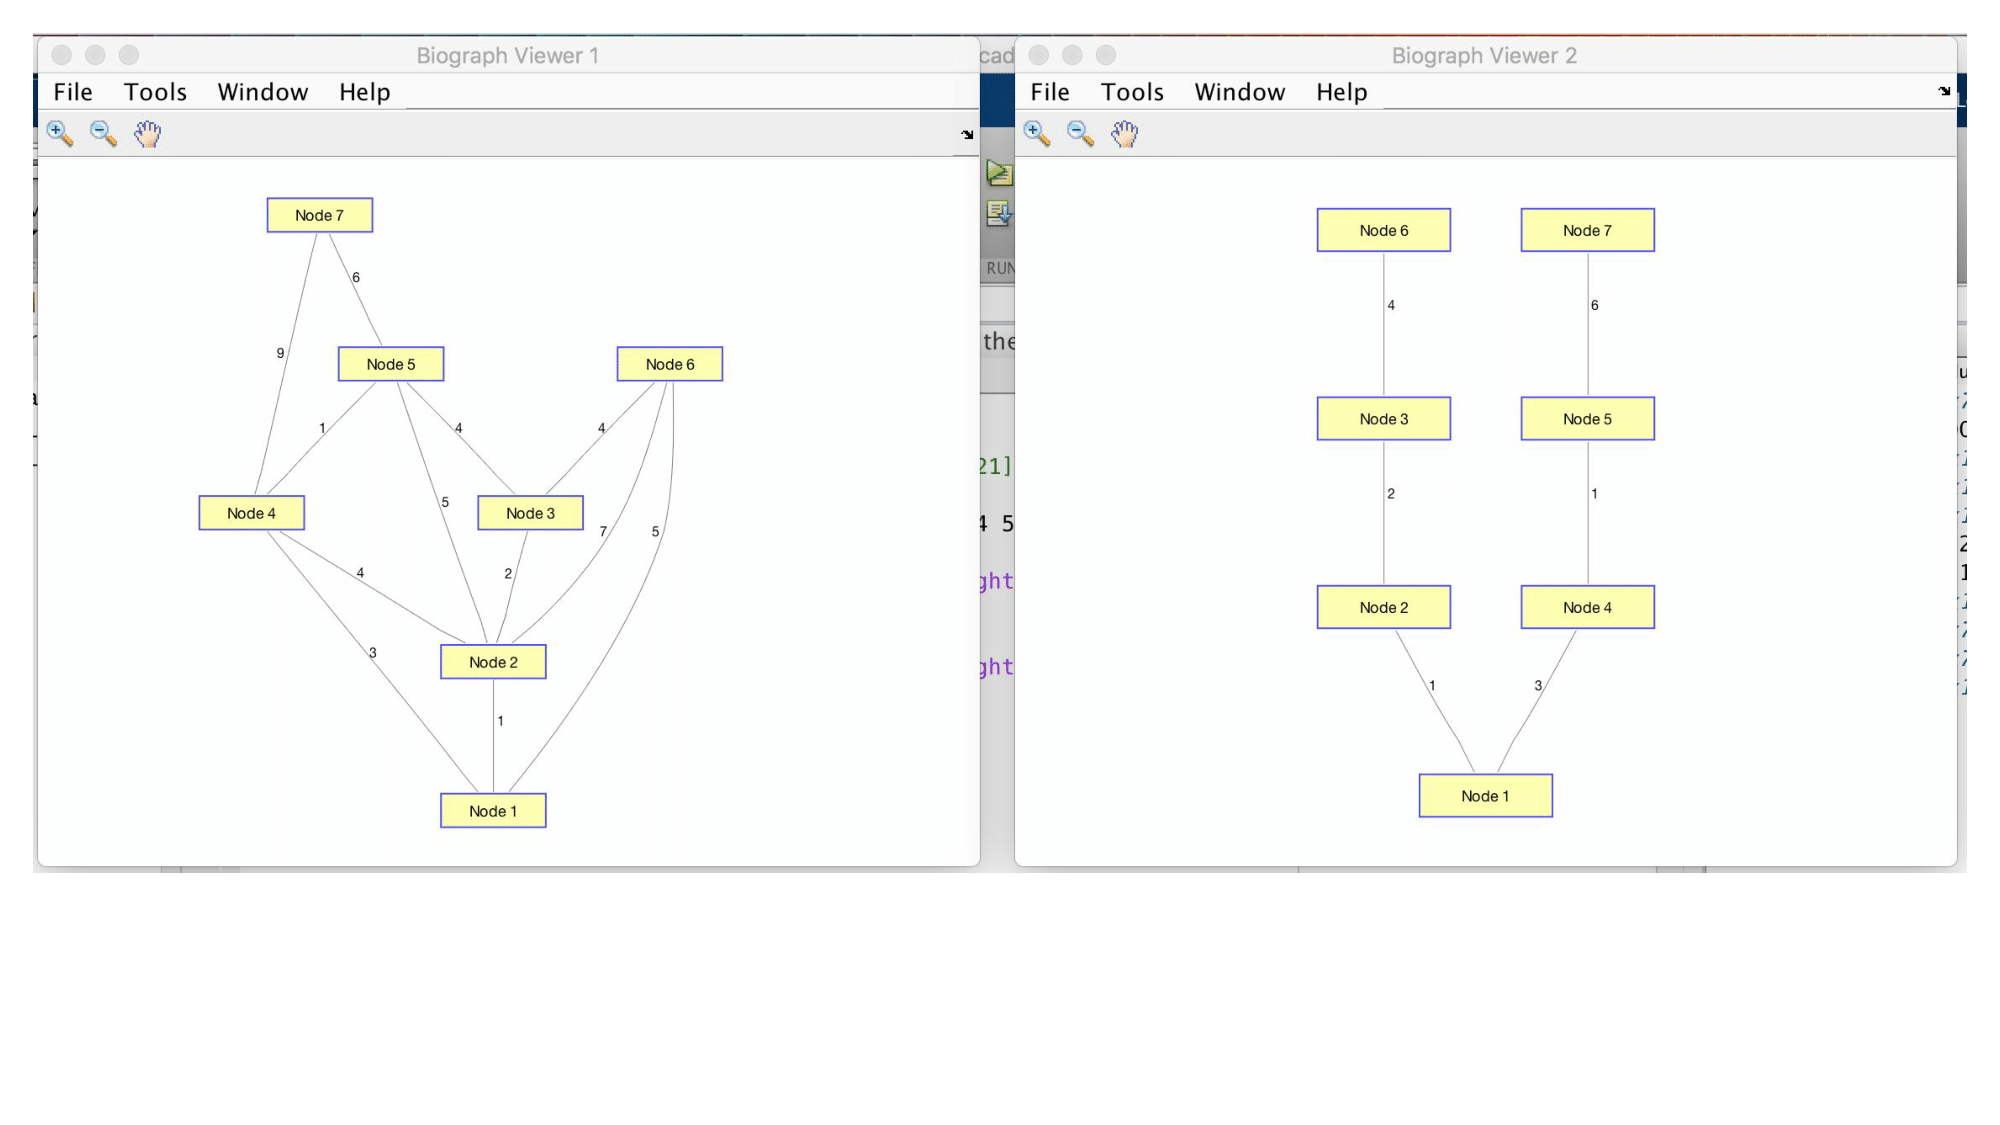 Biograph Viewer 1
File Tools Window Help
Node 7
6
9
Node 5
Node 6
1
4
4
Node 4
5
Node 3
7
5
4
2
3
Node 2
1
Node 1
cad
RUN
the
21]
4 5
ght
ght
Biograph Viewer 2
File Tools Window Help
Node 6
Node 7
4
6
Node 3
Node 5
2
1
Node 2
Node 4
1
3
Node 1